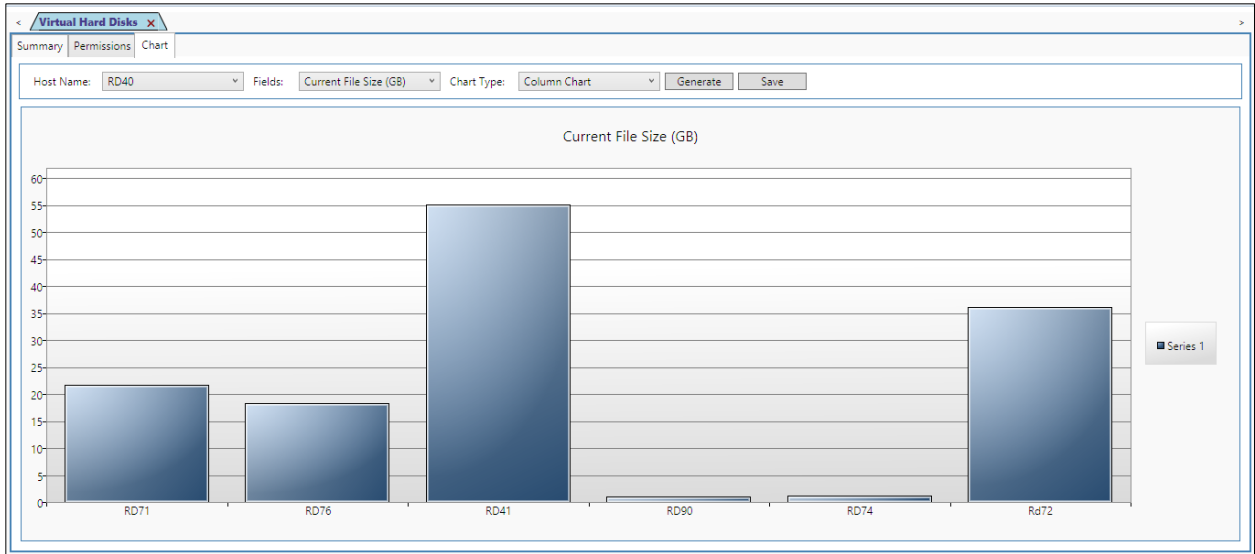 < Virtual Hard Disks x >
Summary Permissions Chart
Host Name: RD40 Fields: Current File Size (GB) Chart Type: Column Chart Generate Save
Current File Size (GB)
60
55
50
45
40
35
30
Series 1
25
20
15
10
5
0
RD71 RD76 RD41 RD90 RD74 Rd72